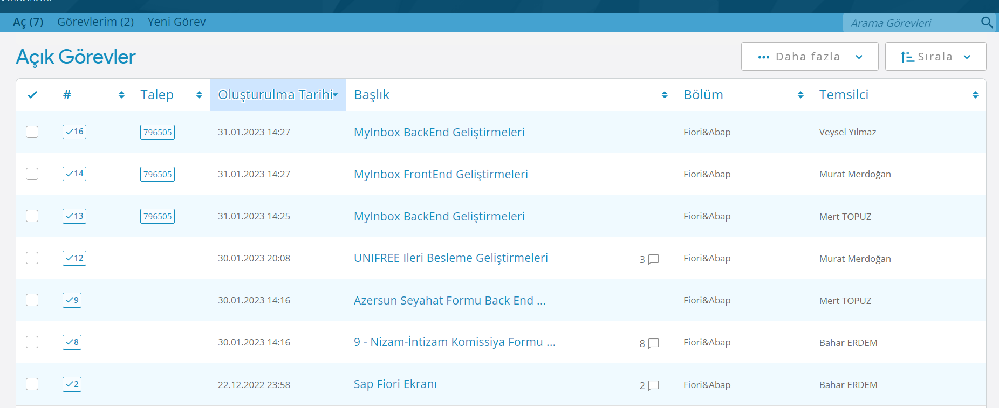 Aç (7) Görevlerim (2) Yeni Görev Arama Görevleri
Açık Görevler Daha fazla Sırala
# Talep Oluşturulma Tarihi Başlık Bölüm Temsilci
16 796505 31.01.2023 14:27 MyInbox BackEnd Geliştirmeleri Fiori&Abap Veysel Yılmaz
14 796505 31.01.2023 14:27 MyInbox FrontEnd Geliştirmeleri Fiori&Abap Murat Merdoğan
13 796505 31.01.2023 14:25 MyInbox BackEnd Geliştirmeleri Fiori&Abap Mert TOPUZ
12 30.01.2023 20:08 UNIFREE Ileri Besleme Geliştirmeleri 3 Fiori&Abap Murat Merdoğan
9 30.01.2023 14:16 Azersun Seyahat Formu Back End ... Fiori&Abap Mert TOPUZ
8 30.01.2023 14:16 9 - Nizam-İntizam Komissiya Formu ... 8 Fiori&Abap Bahar ERDEM
2 22.12.2022 23:58 Sap Fiori Ekranı 2 Fiori&Abap Bahar ERDEM